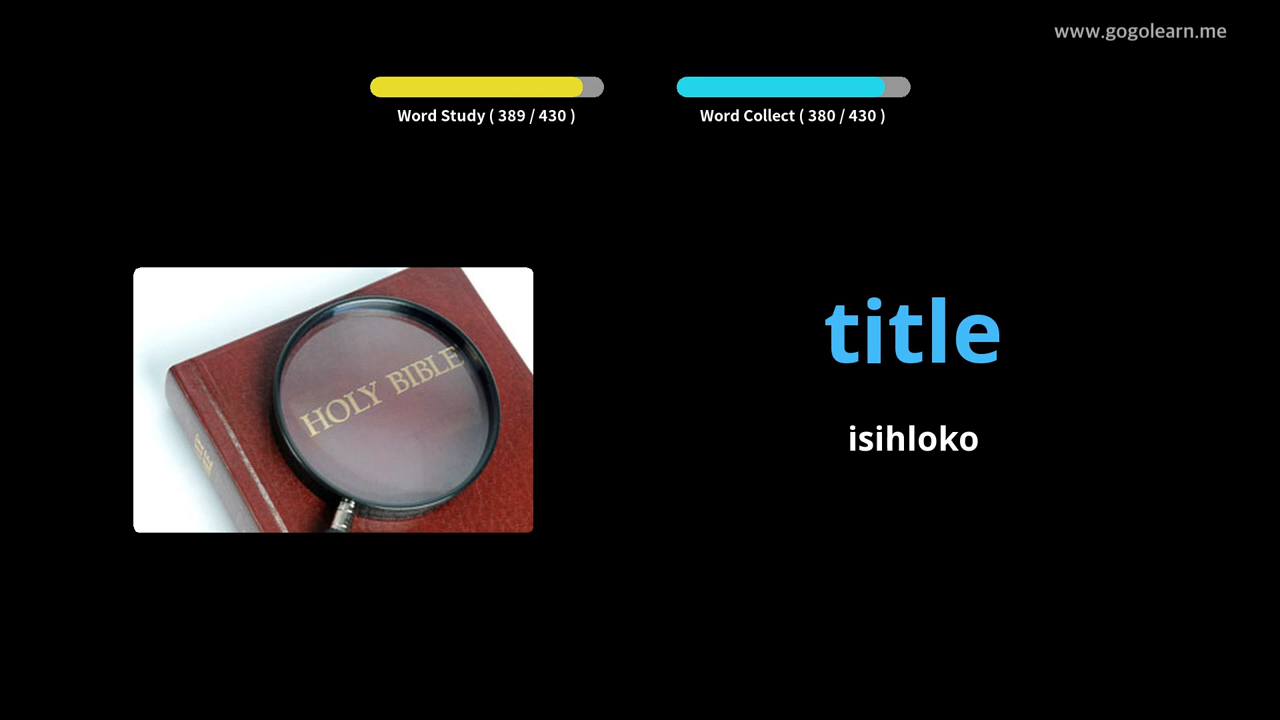 www.gogolearn.me
Word Study ( 389 / 430 )
Word Collect ( 380 / 430 )
HOLY BIBLE
title
isihloko